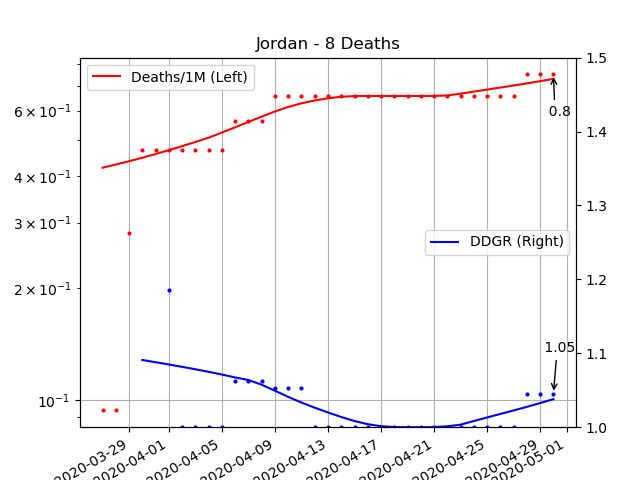 Jordan - 8 Deaths
Deaths/1M (Left)
DDGR (Right)
0.8
1.05
6 × 10⁻¹
4 × 10⁻¹
3 × 10⁻¹
2 × 10⁻¹
10⁻¹
1.5
1.4
1.3
1.2
1.1
1.0
2020-03-29
2020-04-01
2020-04-05
2020-04-09
2020-04-13
2020-04-17
2020-04-21
2020-04-25
2020-04-29
2020-05-01